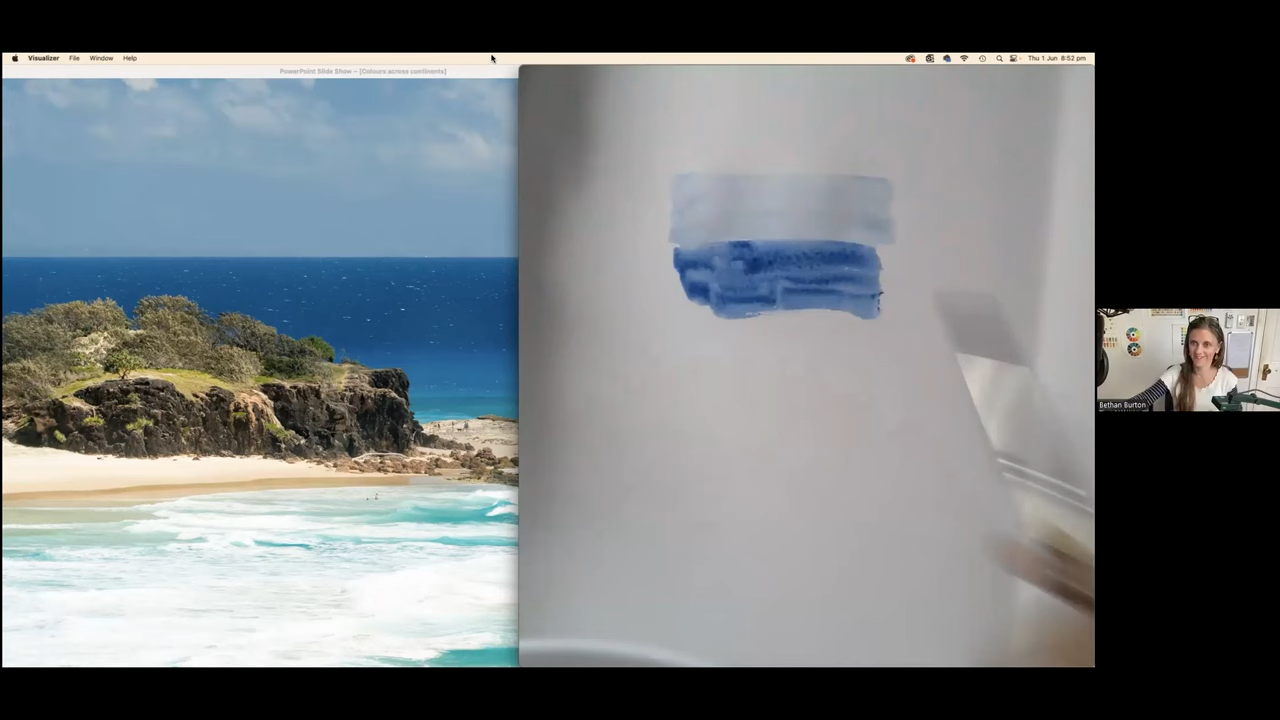 Visualizer File Window Help
Thu 1 Jun 8:52 pm
PowerPoint Slide Show – [Colours across continents]
Bethan Burton